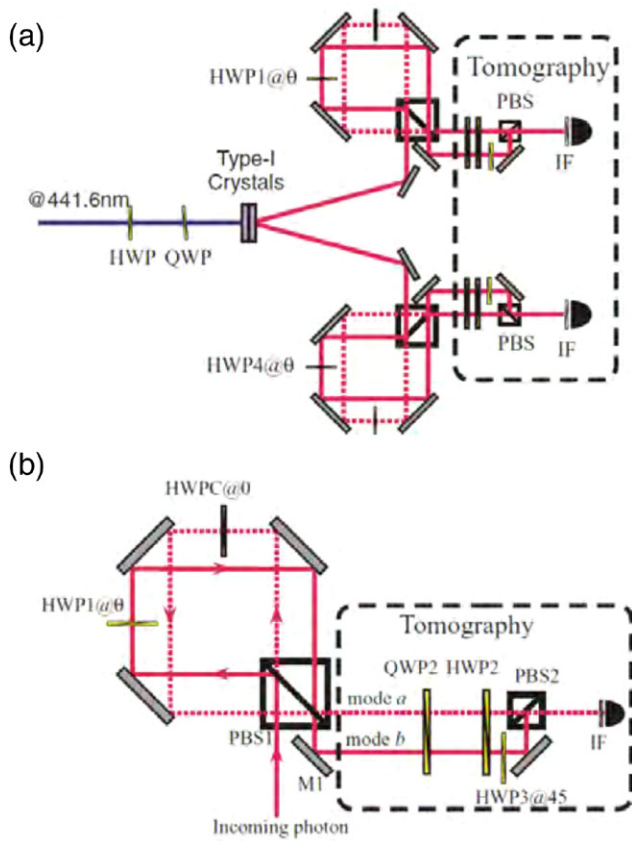 (a)
HWP1@θ
Tomography
PBS
IF
Type-I
Crystals
@441.6nm
HWP
QWP
PBS
IF
HWP4@θ
(b)
HWPC@0
HWP1@θ
Tomography
QWP2
HWP2
PBS2
mode a
mode b
PBS1
M1
IF
HWP3@45
Incoming photon